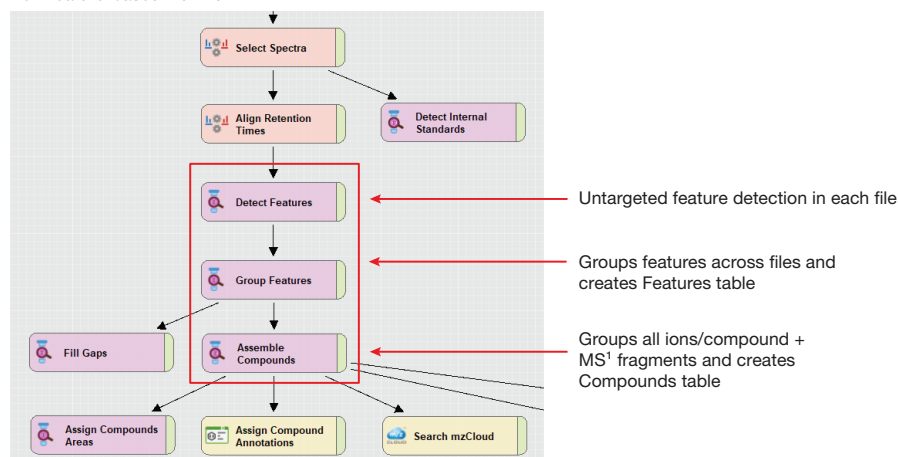 Select Spectra
Align Retention
Times
Detect Internal
Standards
Detect Features
Untargeted feature detection in each file
Group Features
Groups features across files and
creates Features table
Fill Gaps
Assemble
Compounds
Groups all ions/compound +
MS¹ fragments and creates
Compounds table
Assign Compounds
Areas
Assign Compound
Annotations
Search mzCloud